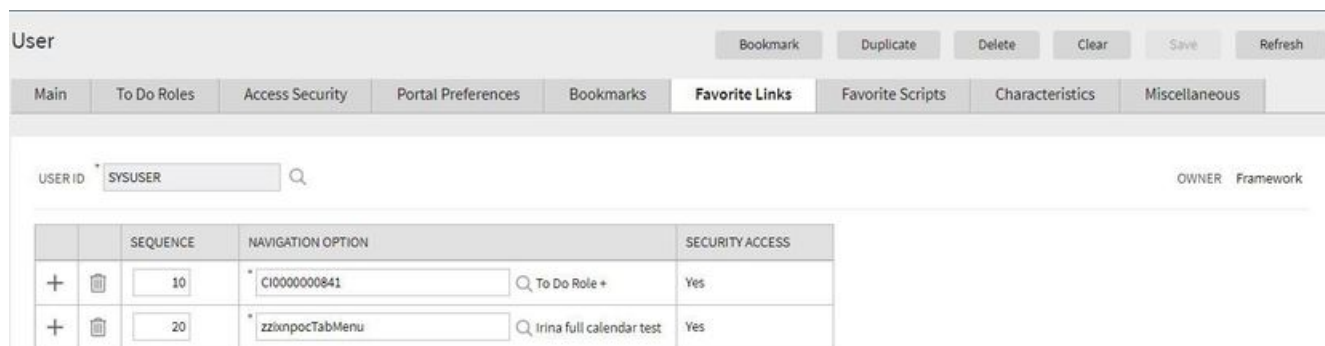 User
Bookmark Duplicate Delete Clear Save Refresh
Main To Do Roles Access Security Portal Preferences Bookmarks Favorite Links Favorite Scripts Characteristics Miscellaneous
USER ID * SYSUSER OWNER Framework
SEQUENCE NAVIGATION OPTION SECURITY ACCESS
10 * CI0000000841 To Do Role + Yes
20 * zzixnpocTabMenu Irina full calendar test Yes